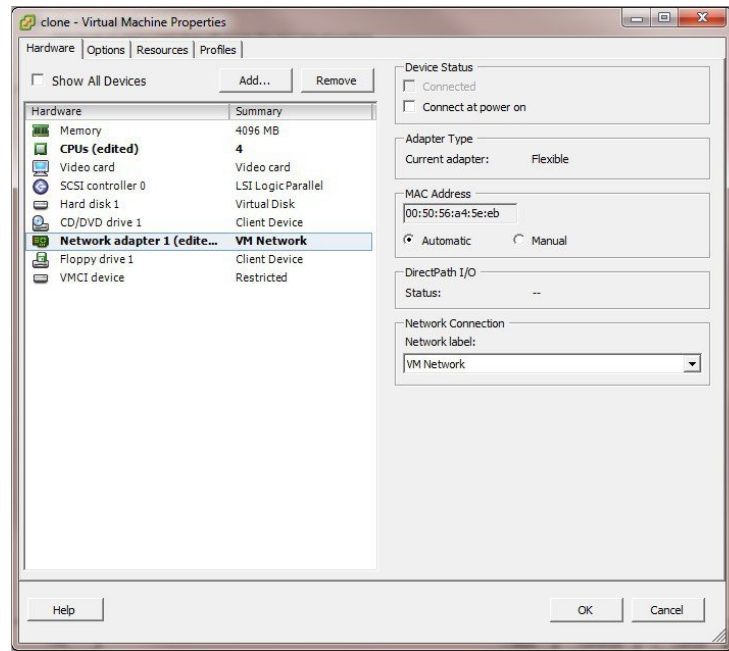 clone - Virtual Machine Properties
Hardware Options Resources Profiles
Show All Devices Add... Remove
Hardware Summary
Memory 4096 MB
CPUs (edited) 4
Video card Video card
SCSI controller 0 LSI Logic Parallel
Hard disk 1 Virtual Disk
CD/DVD drive 1 Client Device
Network adapter 1 (edite... VM Network
Floppy drive 1 Client Device
VMCI device Restricted
Device Status
Connected
Connect at power on
Adapter Type
Current adapter: Flexible
MAC Address
00:50:56:a4:5e:eb
Automatic Manual
DirectPath I/O
Status: --
Network Connection
Network label:
VM Network
Help OK Cancel